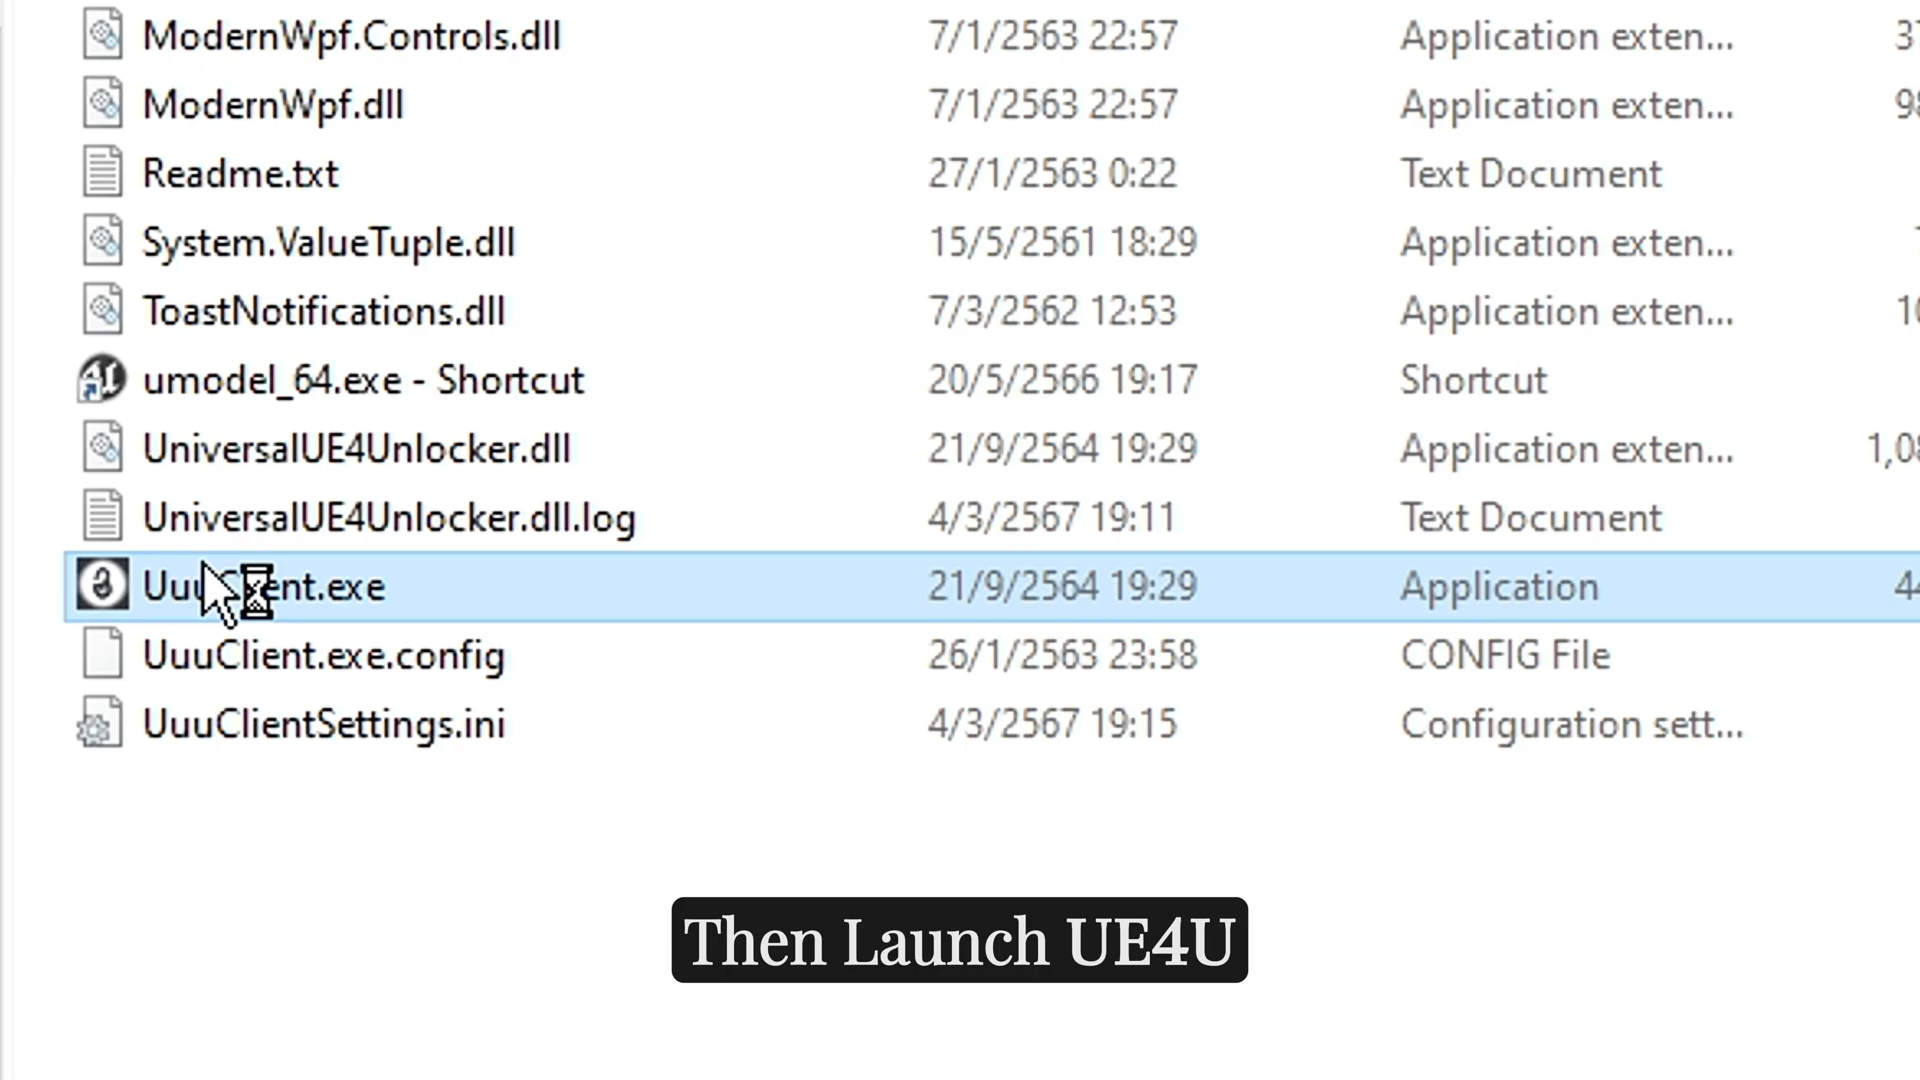 ModernWpf.Controls.dll 7/1/2563 22:57 Application exten...
ModernWpf.dll 7/1/2563 22:57 Application exten...
Readme.txt 27/1/2563 0:22 Text Document
System.ValueTuple.dll 15/5/2561 18:29 Application exten...
ToastNotifications.dll 7/3/2562 12:53 Application exten...
umodel_64.exe - Shortcut 20/5/2566 19:17 Shortcut
UniversalUE4Unlocker.dll 21/9/2564 19:29 Application exten... 1,08
UniversalUE4Unlocker.dll.log 4/3/2567 19:11 Text Document
UuuClient.exe 21/9/2564 19:29 Application 44
UuuClient.exe.config 26/1/2563 23:58 CONFIG File
UuuClientSettings.ini 4/3/2567 19:15 Configuration sett...
Then Launch UE4U